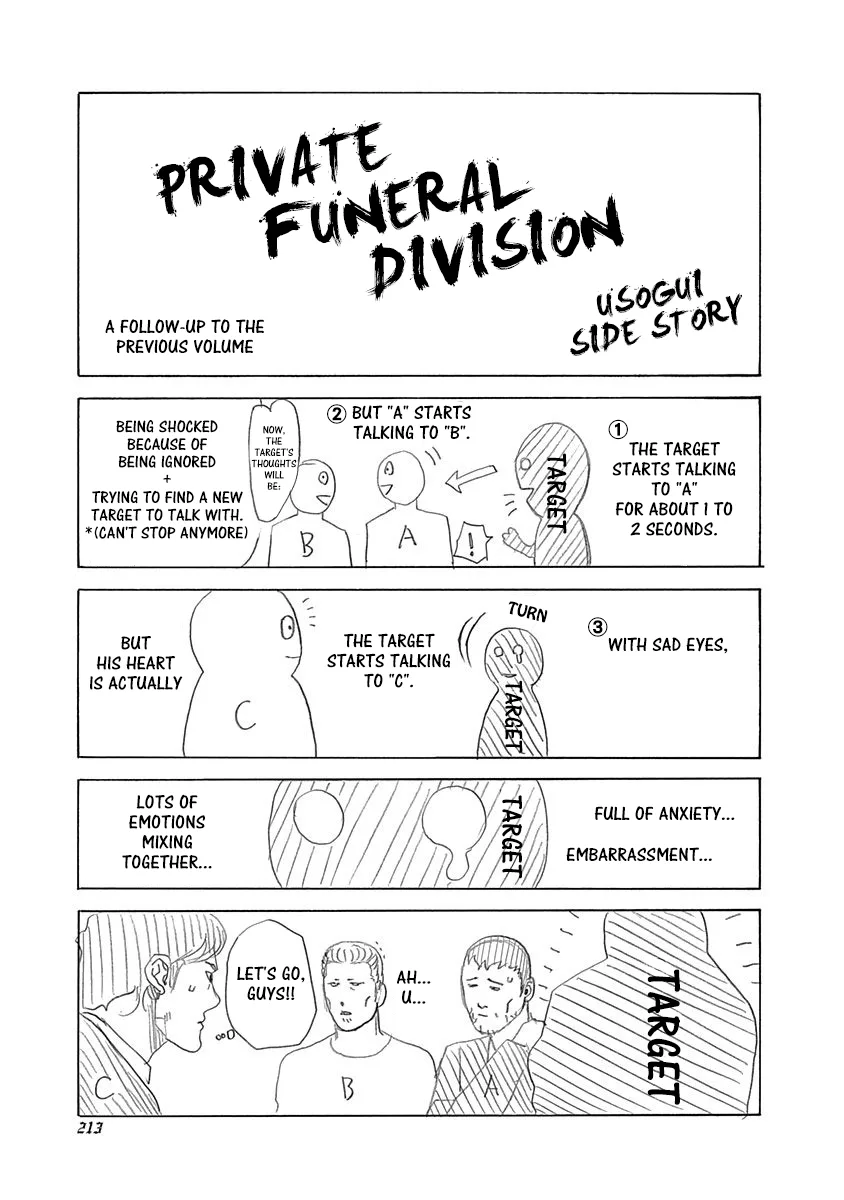 PRIVATE
FUNERAL
DIVISION
USOGUI
SIDE STORY
A FOLLOW-UP TO THE
PREVIOUS VOLUME
①
THE TARGET
STARTS TALKING
TO "A"
FOR ABOUT 1 TO
2 SECONDS.
TARGET
!
② BUT "A" STARTS
TALKING TO "B".
A
B
NOW,
THE
TARGET'S
THOUGHTS
WILL
BE:
BEING SHOCKED
BECAUSE OF
BEING IGNORED
+
TRYING TO FIND A NEW
TARGET TO TALK WITH.
*(CAN'T STOP ANYMORE)
③
WITH SAD EYES,
TURN
TARGET
THE TARGET
STARTS TALKING
TO "C".
C
BUT
HIS HEART
IS ACTUALLY
FULL OF ANXIETY...
EMBARRASSMENT...
TARGET
LOTS OF
EMOTIONS
MIXING
TOGETHER...
TARGET
A
AH...
U...
B
LET'S GO,
GUYS!!
C
213